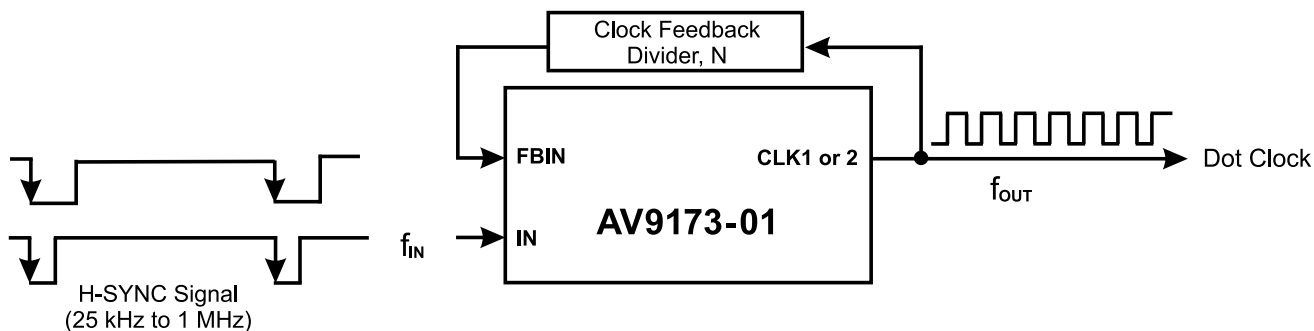 Clock Feedback
Divider, N
FBIN
CLK1 or 2
Dot Clock
fOUT
AV9173-01
fIN
IN
H-SYNC Signal
(25 kHz to 1 MHz)